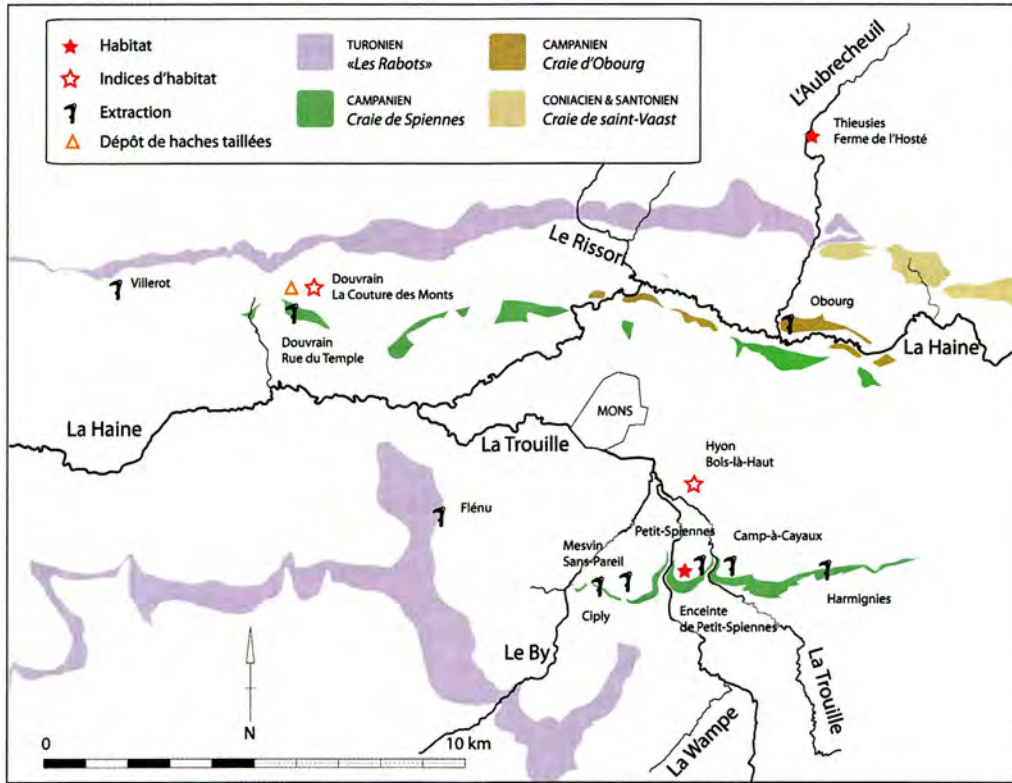 Habitat
Indices d'habitat
Extraction
Dépôt de haches taillées
TURONIEN
«Les Rabots»
CAMPANIEN
Craie de Spiennes
CAMPANIEN
Craie d'Obourg
CONIACIEN & SANTONIEN
Craie de saint-Vaast
L'Aubrecheuil
Thieusies
Ferme de l'Hosté
Le Rissor
Villerot
Douvrain
La Couture des Monts
Douvrain
Rue du Temple
Obourg
La Haine
La Haine
MONS
La Trouille
Hyon
Bois-là-Haut
Flénu
Petit-Spiennes
Camp-à-Cayaux
Mesvin
Sans-Pareil
Ciply
Harmignies
Enceinte
de Petit-Spiennes
Le By
La Trouille
La Wampe
N
0
10 km